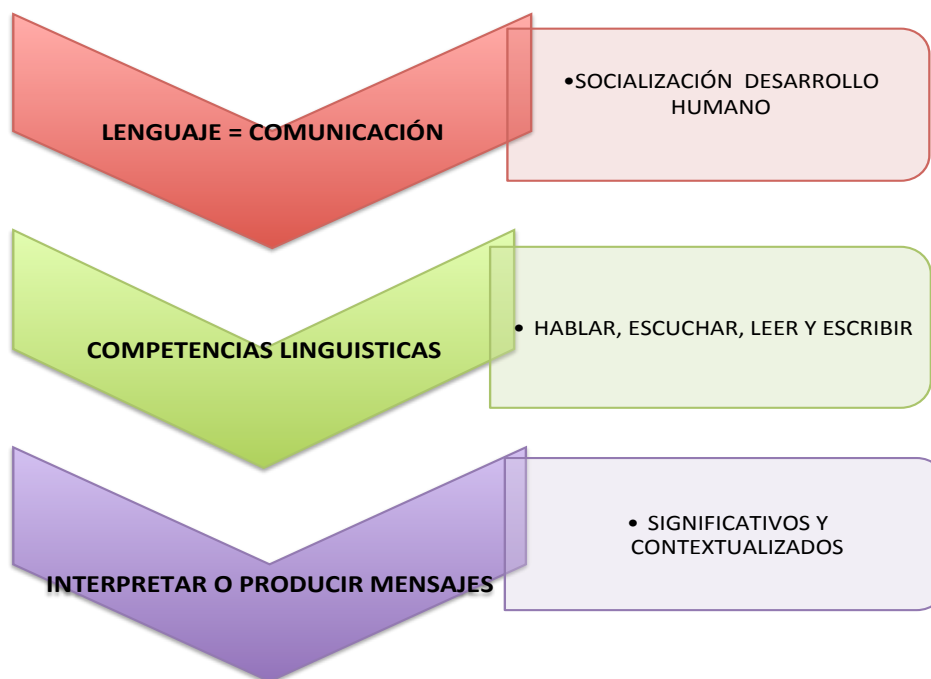 LENGUAJE = COMUNICACIÓN
•SOCIALIZACIÓN DESARROLLO
HUMANO
COMPETENCIAS LINGUISTICAS
• HABLAR, ESCUCHAR, LEER Y ESCRIBIR
INTERPRETAR O PRODUCIR MENSAJES
• SIGNIFICATIVOS Y
CONTEXTUALIZADOS